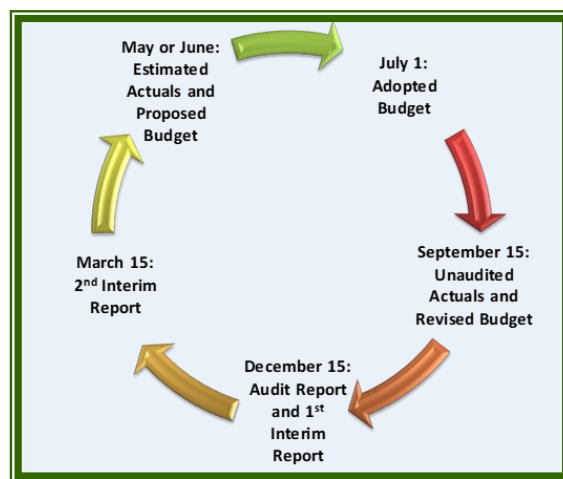 May or June:
Estimated
Actuals and
Proposed
Budget
July 1:
Adopted
Budget
September 15:
Unaudited
Actuals and
Revised Budget
December 15:
Audit Report
and 1st
Interim
Report
March 15:
2nd Interim
Report